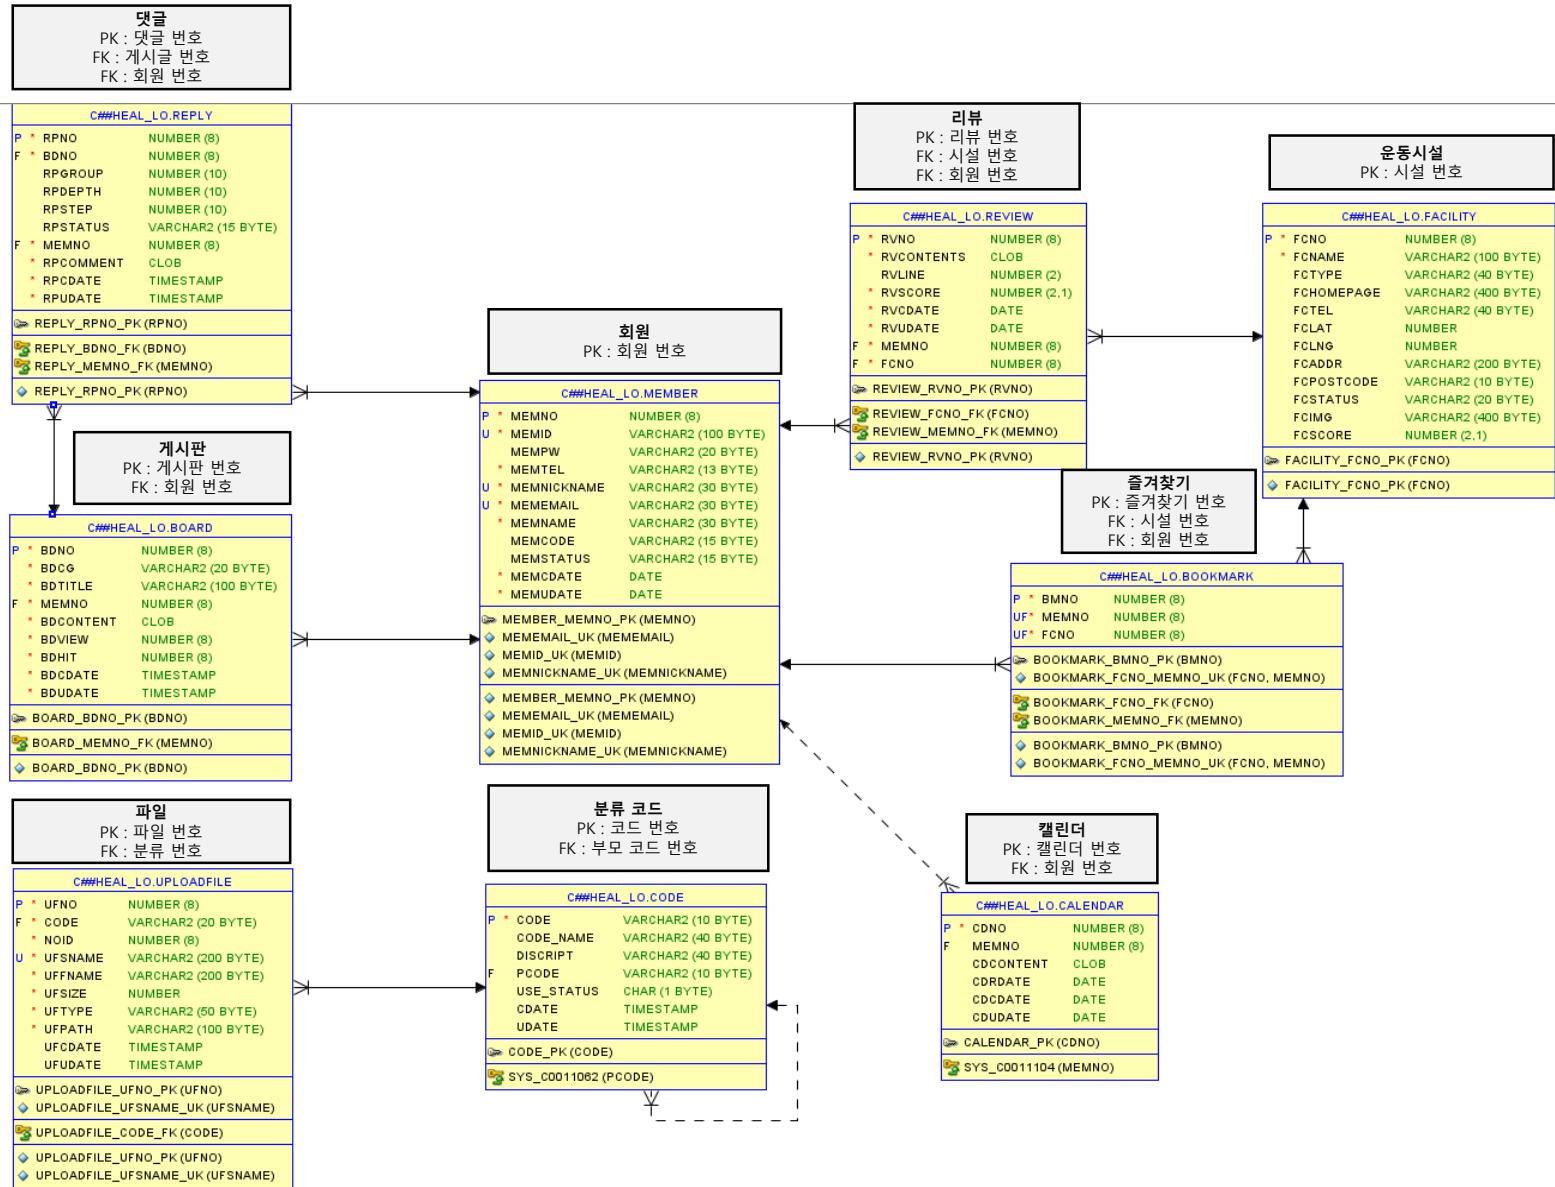 댓글
PK : 댓글 번호
FK : 게시글 번호
FK : 회원 번호
C##HEAL_LO.REPLY
P * RPNO NUMBER (8)
F * BDNO NUMBER (8)
RPGROUP NUMBER (10)
RPDEPTH NUMBER (10)
RPSTEP NUMBER (10)
RPSTATUS VARCHAR2 (15 BYTE)
F * MEMNO NUMBER (8)
* RPCOMMENT CLOB
* RPCDATE TIMESTAMP
* RPUDATE TIMESTAMP
REPLY_RPNO_PK (RPNO)
REPLY_BDNO_FK (BDNO)
REPLY_MEMNO_FK (MEMNO)
REPLY_RPNO_PK (RPNO)
게시판
PK : 게시판 번호
FK : 회원 번호
C##HEAL_LO.BOARD
P * BDNO NUMBER (8)
* BDCG VARCHAR2 (20 BYTE)
* BDTITLE VARCHAR2 (100 BYTE)
F * MEMNO NUMBER (8)
* BDCONTENT CLOB
* BDVIEW NUMBER (8)
* BDHIT NUMBER (8)
* BDCDATE TIMESTAMP
* BDUDATE TIMESTAMP
BOARD_BDNO_PK (BDNO)
BOARD_MEMNO_FK (MEMNO)
BOARD_BDNO_PK (BDNO)
파일
PK : 파일 번호
FK : 분류 번호
C##HEAL_LO.UPLOADFILE
P * UFNO NUMBER (8)
F * CODE VARCHAR2 (20 BYTE)
* NOID NUMBER (8)
U * UFSNAME VARCHAR2 (200 BYTE)
* UFFNAME VARCHAR2 (200 BYTE)
* UFSIZE NUMBER
* UFTYPE VARCHAR2 (50 BYTE)
* UFPATH VARCHAR2 (100 BYTE)
UFCDATE TIMESTAMP
UFUDATE TIMESTAMP
UPLOADFILE_UFNO_PK (UFNO)
UPLOADFILE_UFSNAME_UK (UFSNAME)
UPLOADFILE_CODE_FK (CODE)
UPLOADFILE_UFNO_PK (UFNO)
UPLOADFILE_UFSNAME_UK (UFSNAME)
회원
PK : 회원 번호
C##HEAL_LO.MEMBER
P * MEMNO NUMBER (8)
U * MEMID VARCHAR2 (100 BYTE)
MEMPW VARCHAR2 (20 BYTE)
* MEMTEL VARCHAR2 (13 BYTE)
U * MEMNICKNAME VARCHAR2 (30 BYTE)
U * MEMEMAIL VARCHAR2 (30 BYTE)
* MEMNAME VARCHAR2 (30 BYTE)
MEMCODE VARCHAR2 (15 BYTE)
MEMSTATUS VARCHAR2 (15 BYTE)
* MEMCDATE DATE
* MEMUDATE DATE
MEMBER_MEMNO_PK (MEMNO)
MEMEMAIL_UK (MEMEMAIL)
MEMID_UK (MEMID)
MEMNICKNAME_UK (MEMNICKNAME)
MEMBER_MEMNO_PK (MEMNO)
MEMEMAIL_UK (MEMEMAIL)
MEMID_UK (MEMID)
MEMNICKNAME_UK (MEMNICKNAME)
분류 코드
PK : 코드 번호
FK : 부모 코드 번호
C##HEAL_LO.CODE
P * CODE VARCHAR2 (10 BYTE)
CODE_NAME VARCHAR2 (40 BYTE)
DISCRIPT VARCHAR2 (40 BYTE)
F PCODE VARCHAR2 (10 BYTE)
USE_STATUS CHAR (1 BYTE)
CDATE TIMESTAMP
UDATE TIMESTAMP
CODE_PK (CODE)
SYS_C0011062 (PCODE)
리뷰
PK : 리뷰 번호
FK : 시설 번호
FK : 회원 번호
C##HEAL_LO.REVIEW
P * RVNO NUMBER (8)
* RVCONTENTS CLOB
RVLINE NUMBER (2)
* RVSCORE NUMBER (2,1)
* RVCDATE DATE
* RVUDATE DATE
F * MEMNO NUMBER (8)
F * FCNO NUMBER (8)
REVIEW_RVNO_PK (RVNO)
REVIEW_FCNO_FK (FCNO)
REVIEW_MEMNO_FK (MEMNO)
REVIEW_RVNO_PK (RVNO)
운동시설
PK : 시설 번호
C##HEAL_LO.FACILITY
P * FCNO NUMBER (8)
* FCNAME VARCHAR2 (100 BYTE)
FCTYPE VARCHAR2 (40 BYTE)
FCHOMEPAGE VARCHAR2 (400 BYTE)
FCTEL VARCHAR2 (40 BYTE)
FCLAT NUMBER
FCLNG NUMBER
FCADDR VARCHAR2 (200 BYTE)
FCPOSTCODE VARCHAR2 (10 BYTE)
FCSTATUS VARCHAR2 (20 BYTE)
FCIMG VARCHAR2 (400 BYTE)
FCSCORE NUMBER (2,1)
FACILITY_FCNO_PK (FCNO)
FACILITY_FCNO_PK (FCNO)
즐겨찾기
PK : 즐겨찾기 번호
FK : 시설 번호
FK : 회원 번호
C##HEAL_LO.BOOKMARK
P * BMNO NUMBER (8)
UF* MEMNO NUMBER (8)
UF* FCNO NUMBER (8)
BOOKMARK_BMNO_PK (BMNO)
BOOKMARK_FCNO_MEMNO_UK (FCNO, MEMNO)
BOOKMARK_FCNO_FK (FCNO)
BOOKMARK_MEMNO_FK (MEMNO)
BOOKMARK_BMNO_PK (BMNO)
BOOKMARK_FCNO_MEMNO_UK (FCNO, MEMNO)
캘린더
PK : 캘린더 번호
FK : 회원 번호
C##HEAL_LO.CALENDAR
P * CDNO NUMBER (8)
F MEMNO NUMBER (8)
CDCONTENT CLOB
CDRDATE DATE
CDCDATE DATE
CDUDATE DATE
CALENDAR_PK (CDNO)
SYS_C0011104 (MEMNO)